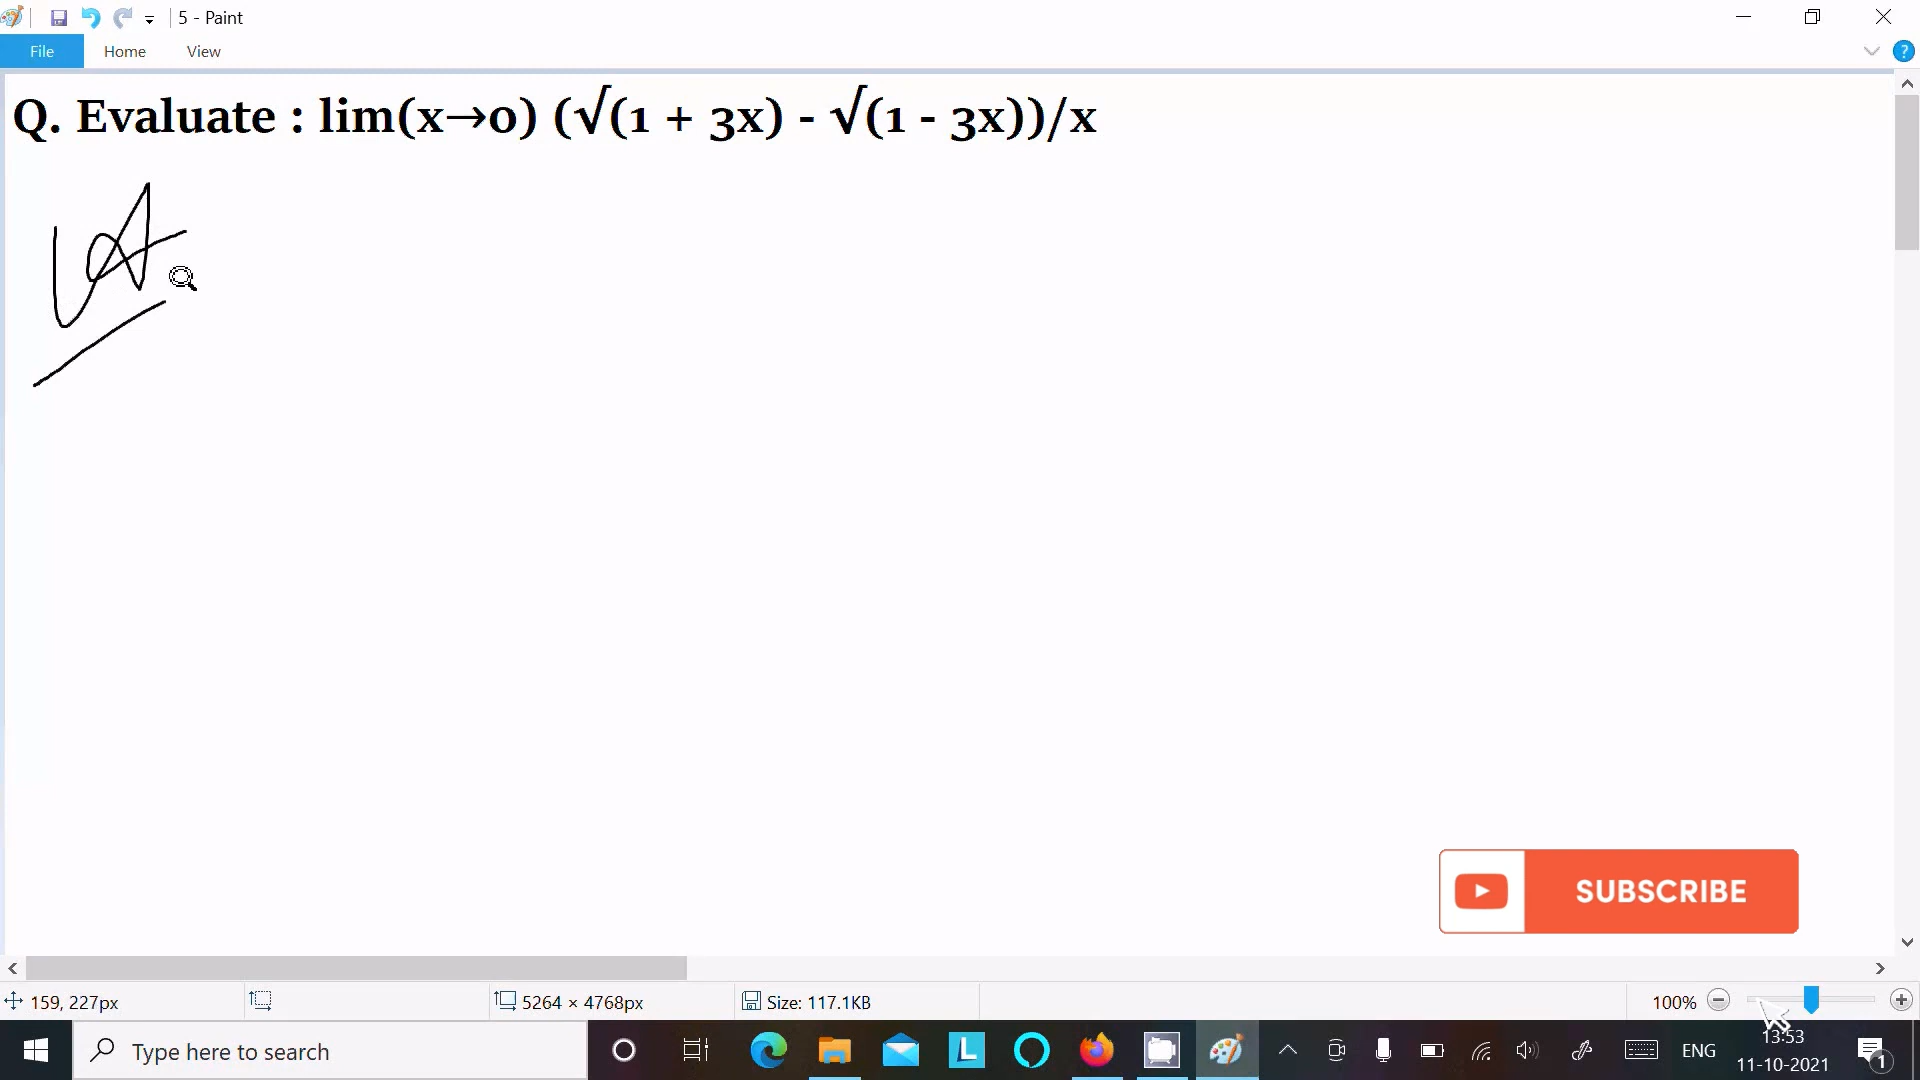 5 - Paint
File Home View
Q. Evaluate : lim(x→0) (√(1 + 3x) - √(1 - 3x))/x
SUBSCRIBE
159, 227px 5264 × 4768px Size: 117.1KB 100%
Type here to search
L
ENG
13:53
11-10-2021
1